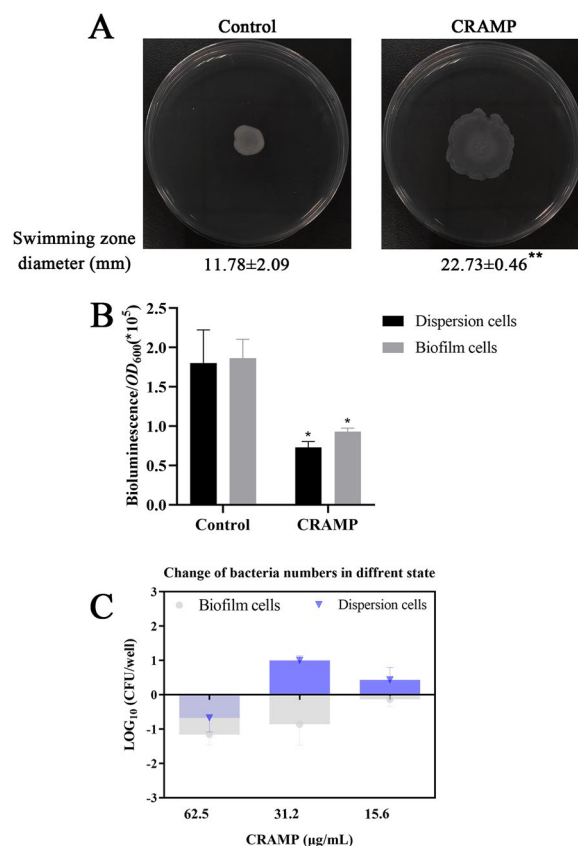 A
Control
CRAMP
Swimming zone
diameter (mm)
11.78±2.09
22.73±0.46**
B
Bioluminescence/OD600(*10^5)
2.5
2.0
1.5
1.0
0.5
0.0
Control
CRAMP
* *
Dispersion cells
Biofilm cells
C
Change of bacteria numbers in diffrent state
Biofilm cells
Dispersion cells
LOG10 (CFU/well)
3
2
1
0
-1
-2
-3
62.5
31.2
15.6
CRAMP (μg/mL)